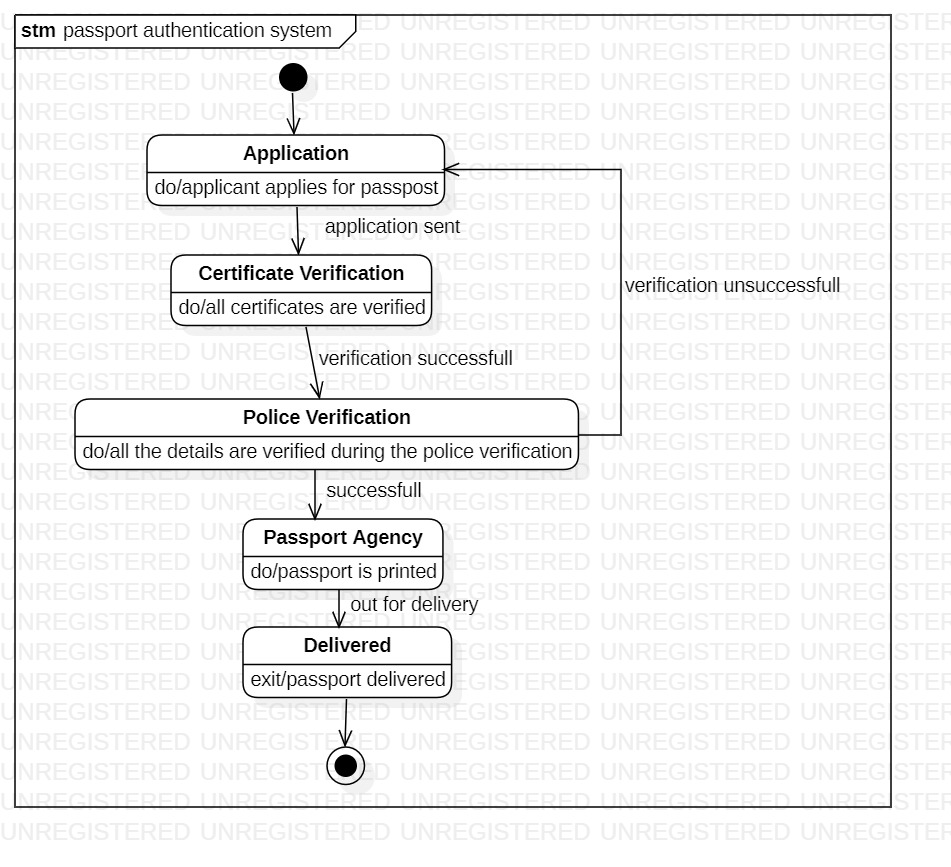 stm passport authentication system
Application
do/applicant applies for passpost
application sent
Certificate Verification
do/all certificates are verified
verification unsuccessfull
verification successfull
Police Verification
do/all the details are verified during the police verification
successfull
Passport Agency
do/passport is printed
out for delivery
Delivered
exit/passport delivered
UNREGISTERED